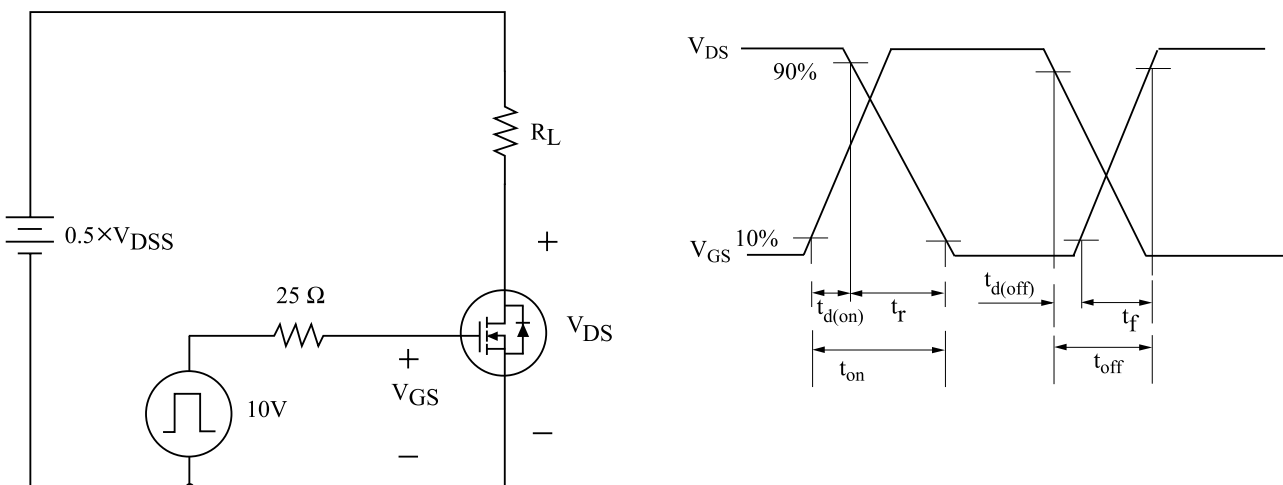 R_L
0.5×V_DSS
+
25 Ω
V_DS
+
V_GS
10V
−
−
V_DS
90%
V_GS 10%
t_d(on) t_r
t_on
t_d(off)
t_f
t_off